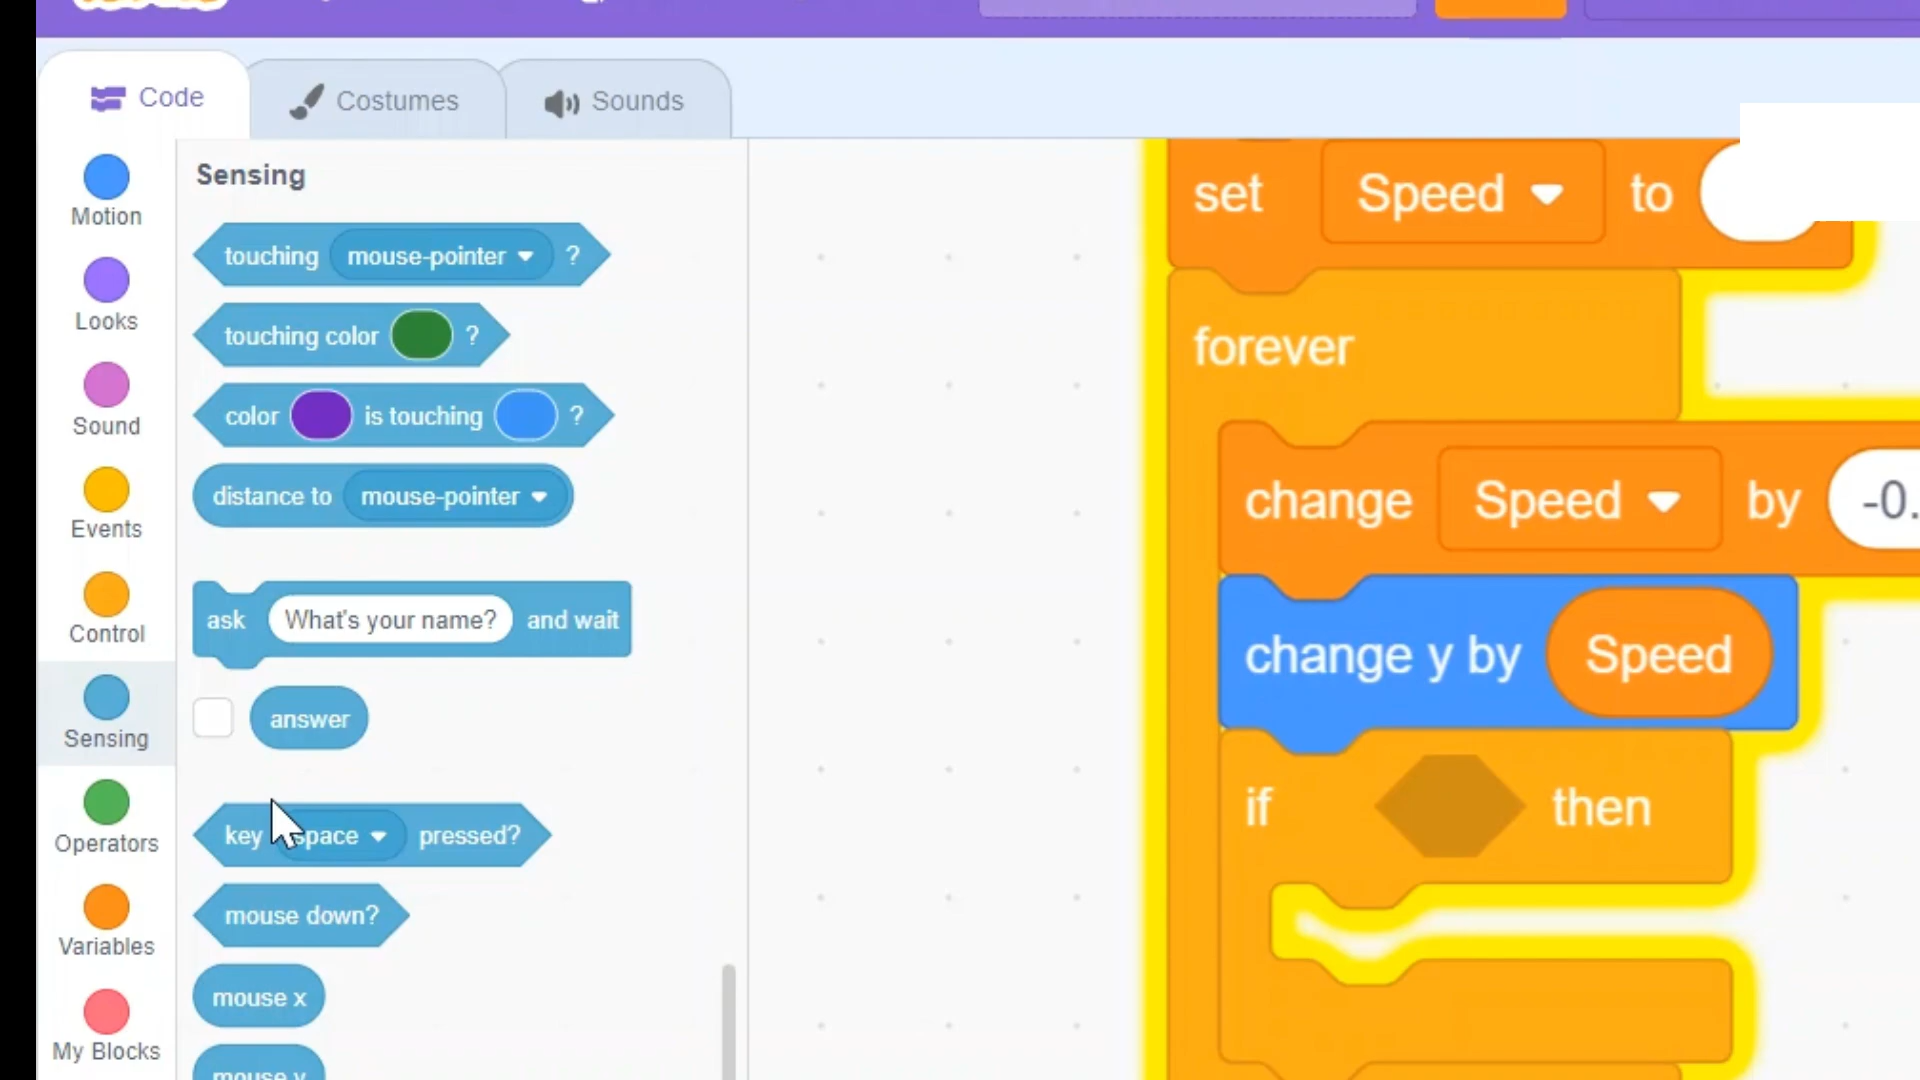 Code
Costumes
Sounds
Motion
Looks
Sound
Events
Control
Sensing
Operators
Variables
My Blocks
Sensing
touching mouse-pointer ?
touching color ?
color is touching ?
distance to mouse-pointer
ask What's your name? and wait
answer
key space pressed?
mouse down?
mouse x
mouse y
set Speed to
forever
change Speed by -0.
change y by Speed
if then